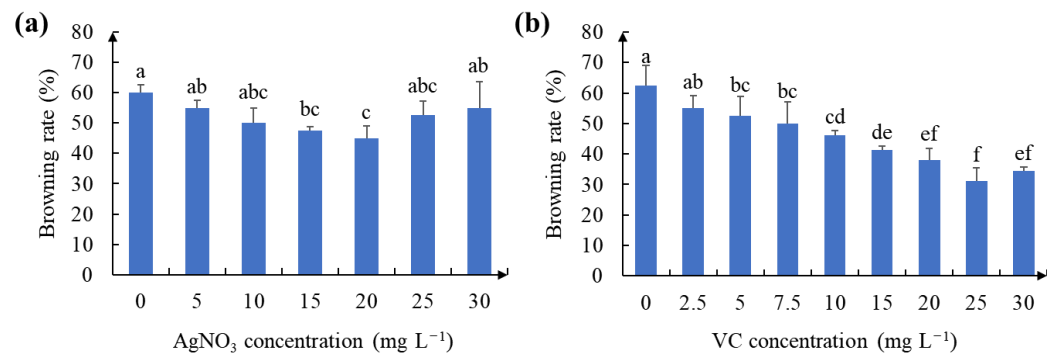 (a)
Browning rate (%)
80
70
60
50
40
30
20
10
0
a
ab
abc
bc
c
abc
ab
0 5 10 15 20 25 30
AgNO₃ concentration (mg L⁻¹)
(b)
Browning rate (%)
80
70
60
50
40
30
20
10
0
a
ab
bc
bc
cd
de
ef
f
ef
0 2.5 5 7.5 10 15 20 25 30
VC concentration (mg L⁻¹)